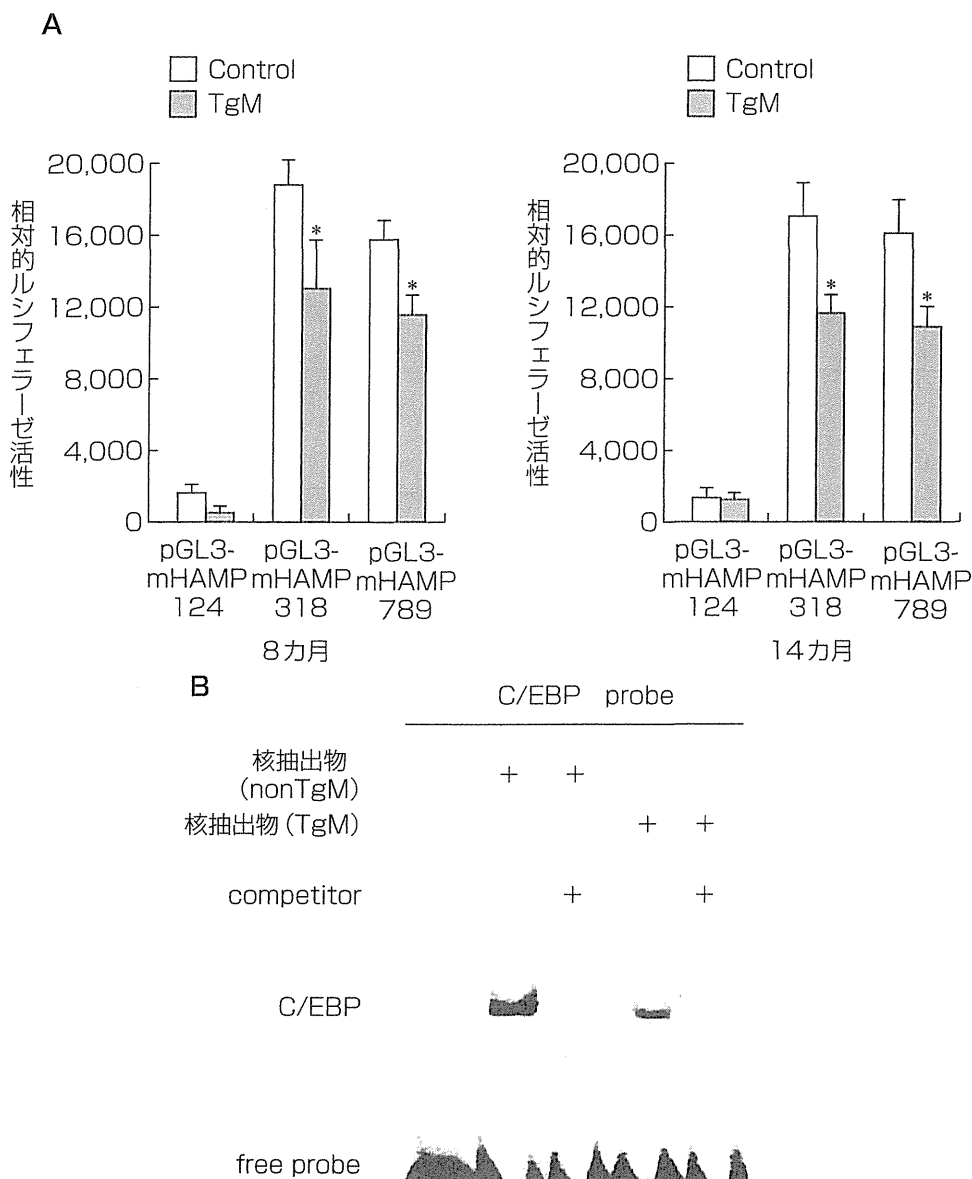 A
Control
TgM
相対的ルシフェラーゼ活性
20,000
16,000
12,000
8,000
4,000
0
*
*
pGL3-
mHAMP
124
pGL3-
mHAMP
318
pGL3-
mHAMP
789
8カ月
Control
TgM
相対的ルシフェラーゼ活性
20,000
16,000
12,000
8,000
4,000
0
*
*
pGL3-
mHAMP
124
pGL3-
mHAMP
318
pGL3-
mHAMP
789
14カ月
B
C/EBP probe
核抽出物
(nonTgM)
+ +
核抽出物(TgM)
+ +
competitor
+ +
C/EBP
free probe